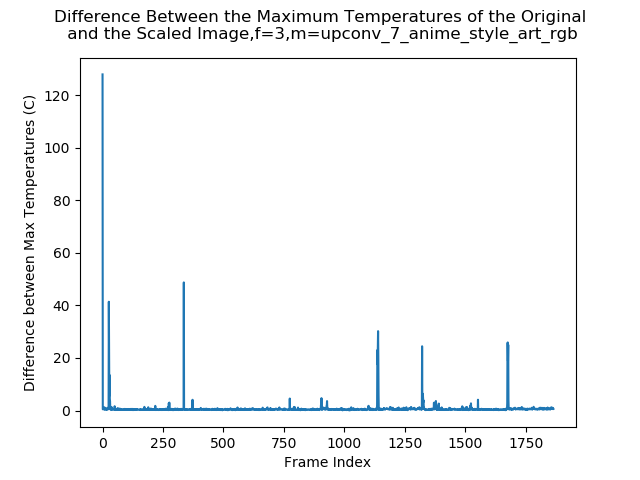 Difference Between the Maximum Temperatures of the Original
and the Scaled Image,f=3,m=upconv_7_anime_style_art_rgb
Difference between Max Temperatures (C)
120
100
80
60
40
20
0
0 250 500 750 1000 1250 1500 1750
Frame Index